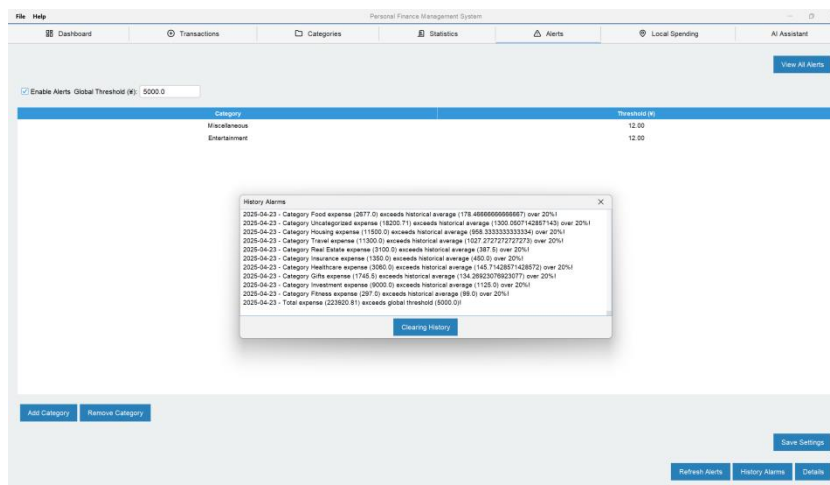 File Help Personal Finance Management System
Dashboard Transactions Categories Statistics Alerts Local Spending AI Assistant
View All Alerts
Enable Alerts Global Threshold (¥): 5000.0
Category Threshold (¥)
Miscellaneous 12.00
Entertainment 12.00
History Alarms
2025-04-23 - Category Food expense (2677.0) exceeds historical average (178.46666666666667) over 20%!
2025-04-23 - Category Uncategorized expense (18200.71) exceeds historical average (1300.0507142857143) over 20%!
2025-04-23 - Category Housing expense (11500.0) exceeds historical average (958.3333333333334) over 20%!
2025-04-23 - Category Travel expense (11300.0) exceeds historical average (1027.2727272727273) over 20%!
2025-04-23 - Category Real Estate expense (3100.0) exceeds historical average (387.5) over 20%!
2025-04-23 - Category Insurance expense (1350.0) exceeds historical average (450.0) over 20%!
2025-04-23 - Category Healthcare expense (3060.0) exceeds historical average (145.71428571428572) over 20%!
2025-04-23 - Category Gifts expense (1745.5) exceeds historical average (134.26923076923077) over 20%!
2025-04-23 - Category Investment expense (9000.0) exceeds historical average (1125.0) over 20%!
2025-04-23 - Category Fitness expense (297.0) exceeds historical average (99.0) over 20%!
2025-04-23 - Total expense (223920.81) exceeds global threshold (5000.0)!
Clearing History
Add Category Remove Category
Save Settings
Refresh Alerts History Alarms Details